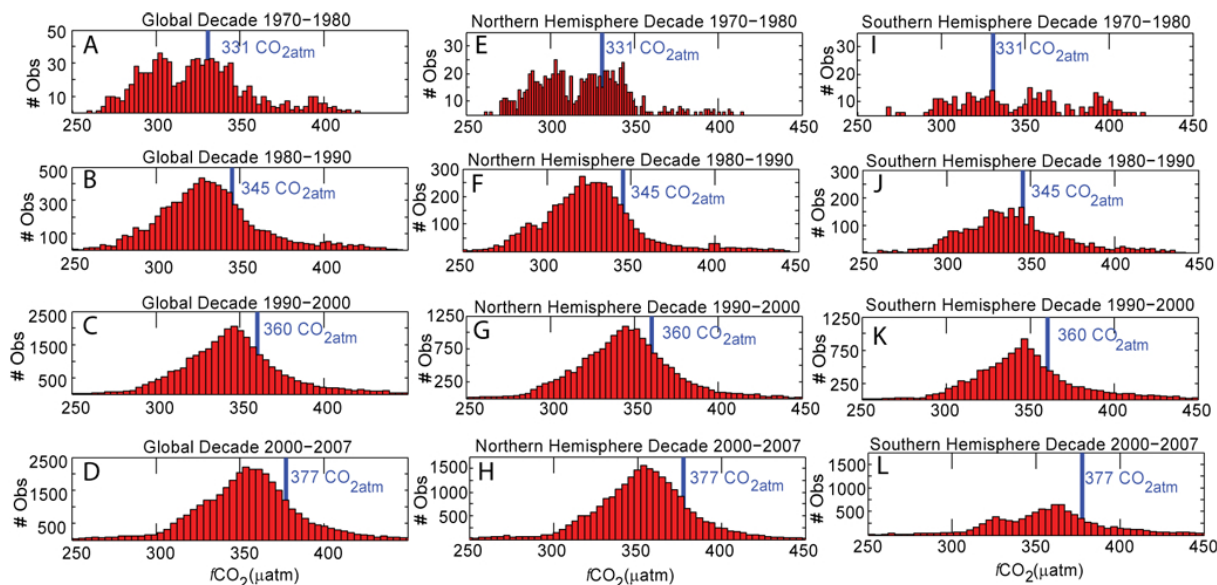 Global Decade 1970−1980
A
50
40
30
20
10
# Obs
331 CO2atm
250 300 350 400
Northern Hemisphere Decade 1970−1980
E
35
30
25
20
15
10
# Obs
331 CO2atm
250 300 350 400 450
Southern Hemisphere Decade 1970−1980
I
35
30
25
20
15
10
# Obs
331 CO2atm
250 300 350 400 450
Global Decade 1980−1990
B
500
300
100
# Obs
345 CO2atm
250 300 350 400
Northern Hemisphere Decade 1980−1990
F
300
200
100
# Obs
345 CO2atm
250 300 350 400 450
Southern Hemisphere Decade 1980−1990
J
300
200
100
# Obs
345 CO2atm
250 300 350 400 450
Global Decade 1990−2000
C
2500
1500
500
# Obs
360 CO2atm
250 300 350 400
Northern Hemisphere Decade 1990−2000
G
1250
750
250
# Obs
360 CO2atm
250 300 350 400 450
Southern Hemisphere Decade 1990−2000
K
1250
750
250
# Obs
360 CO2atm
250 300 350 400 450
Global Decade 2000−2007
D
2500
1500
500
# Obs
377 CO2atm
250 300 350 400
fCO2(µatm)
Northern Hemisphere Decade 2000−2007
H
1500
1000
500
# Obs
377 CO2atm
250 300 350 400 450
fCO2(µatm)
Southern Hemisphere Decade 2000−2007
L
1500
1000
500
# Obs
377 CO2atm
250 300 350 400 450
fCO2(µatm)